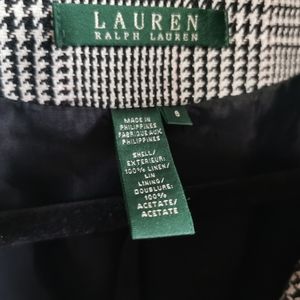 LAUREN
RALPH LAUREN
8
MADE IN
PHILIPPINES
FABRIQUE AUX
PHILIPPINES
SHELL/
EXTERIEUR:
100% LINEN/
LIN
LINING/
DOUBLURE:
100%
ACETATE/
ACETATE